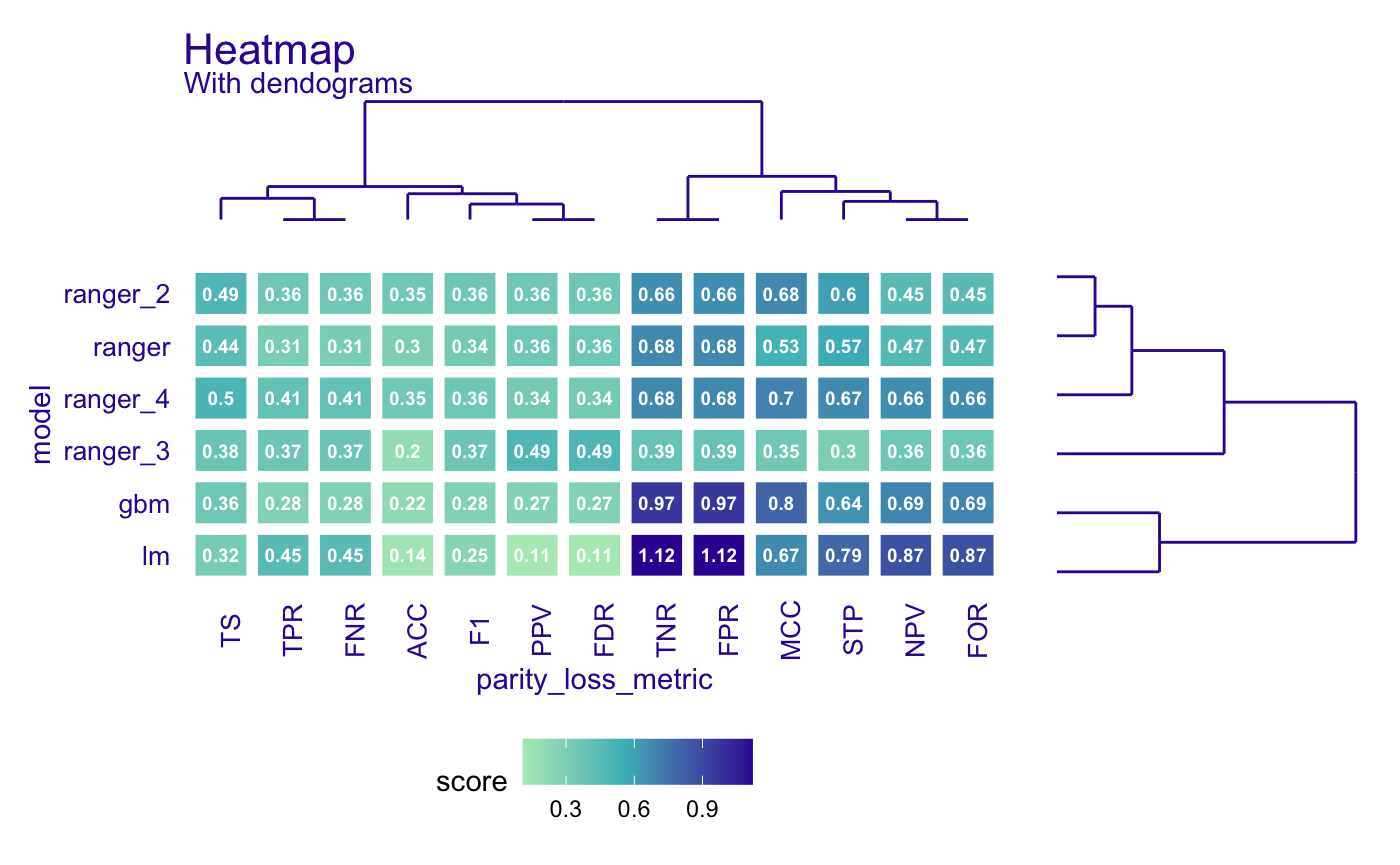 Heatmap
With dendograms
ranger_2 0.49 0.36 0.36 0.35 0.36 0.36 0.36 0.66 0.66 0.68 0.6 0.45 0.45
ranger 0.44 0.31 0.31 0.3 0.34 0.36 0.36 0.68 0.68 0.53 0.57 0.47 0.47
ranger_4 0.5 0.41 0.41 0.35 0.36 0.34 0.34 0.68 0.68 0.7 0.67 0.66 0.66
ranger_3 0.38 0.37 0.37 0.2 0.37 0.49 0.49 0.39 0.39 0.35 0.3 0.36 0.36
gbm 0.36 0.28 0.28 0.22 0.28 0.27 0.27 0.97 0.97 0.8 0.64 0.69 0.69
lm 0.32 0.45 0.45 0.14 0.25 0.11 0.11 1.12 1.12 0.67 0.79 0.87 0.87
model
TS TPR FNR ACC F1 PPV FDR TNR FPR MCC STP NPV FOR
parity_loss_metric
score
0.3 0.6 0.9